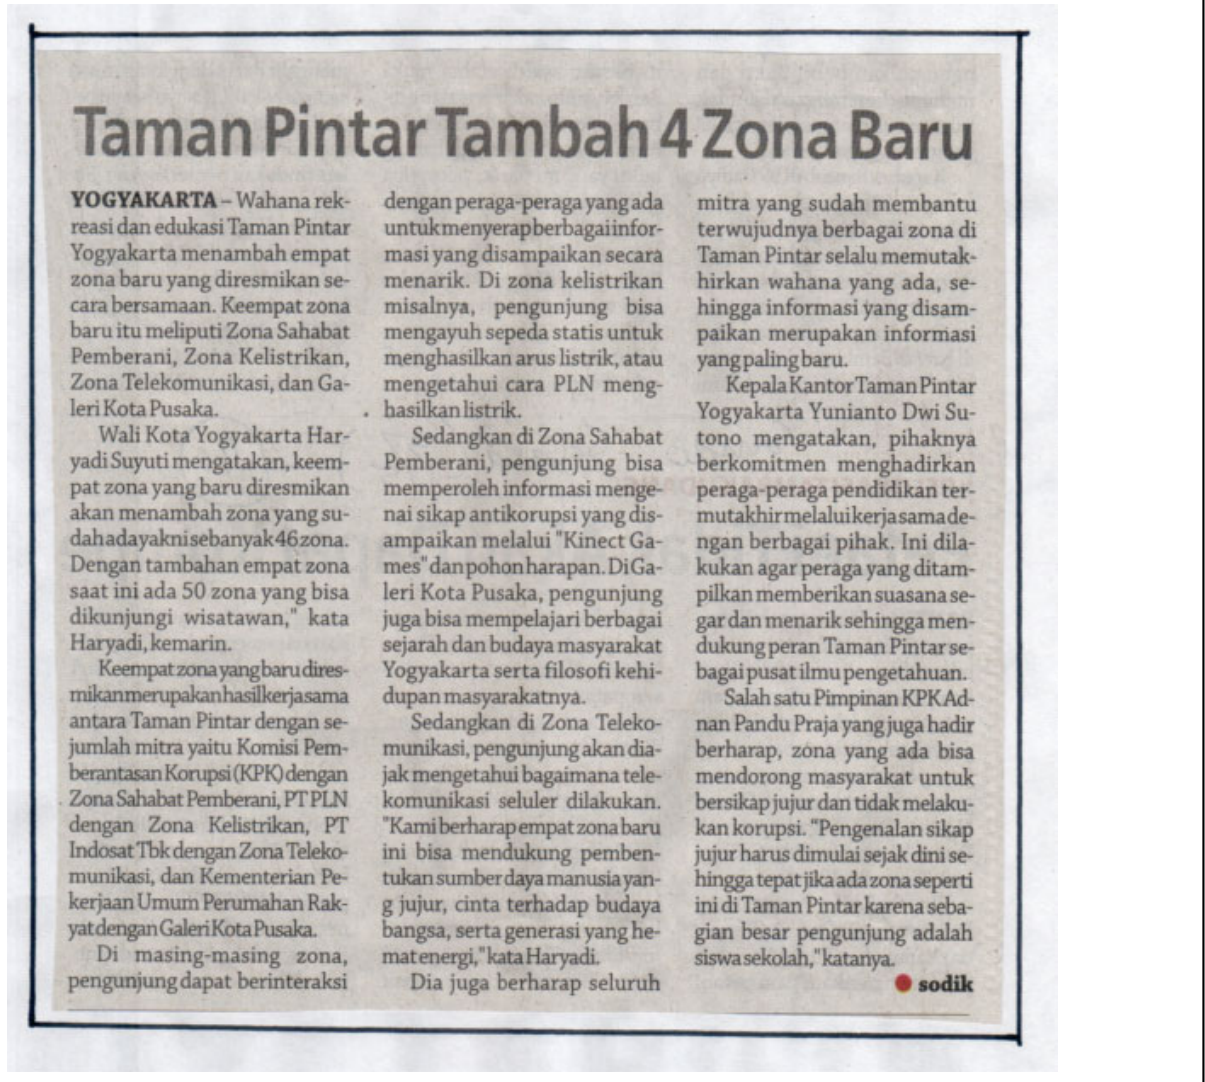 Taman Pintar Tambah 4 Zona Baru
YOGYAKARTA – Wahana rek-
reasi dan edukasi Taman Pintar
Yogyakarta menambah empat
zona baru yang diresmikan se-
cara bersamaan. Keempat zona
baru itu meliputi Zona Sahabat
Pemberani, Zona Kelistrikan,
Zona Telekomunikasi, dan Ga-
leri Kota Pusaka.
Wali Kota Yogyakarta Har-
yadi Suyuti mengatakan, keem-
pat zona yang baru diresmikan
akan menambah zona yang su-
dah ada yakni sebanyak 46 zona.
Dengan tambahan empat zona
saat ini ada 50 zona yang bisa
dikunjungi wisatawan," kata
Haryadi, kemarin.
Keempat zona yang baru dires-
mikan merupakan hasil kerja sama
antara Taman Pintar dengan se-
jumlah mitra yaitu Komisi Pem-
berantasan Korupsi (KPK) dengan
Zona Sahabat Pemberani, PT PLN
dengan Zona Kelistrikan, PT
Indosat Tbk dengan Zona Teleko-
munikasi, dan Kementerian Pe-
kerjaan Umum Perumahan Rak-
yat dengan Galeri Kota Pusaka.
Di masing-masing zona,
pengunjung dapat berinteraksi
dengan peraga-peraga yang ada
untuk menyerap berbagai infor-
masi yang disampaikan secara
menarik. Di zona kelistrikan
misalnya, pengunjung bisa
mengayuh sepeda statis untuk
menghasilkan arus listrik, atau
mengetahui cara PLN meng-
hasilkan listrik.
Sedangkan di Zona Sahabat
Pemberani, pengunjung bisa
memperoleh informasi menge-
nai sikap antikorupsi yang dis-
ampaikan melalui "Kinect Ga-
mes" dan pohon harapan. Di Ga-
leri Kota Pusaka, pengunjung
juga bisa mempelajari berbagai
sejarah dan budaya masyarakat
Yogyakarta serta filosofi kehi-
dupan masyarakatnya.
Sedangkan di Zona Teleko-
munikasi, pengunjung akan dia-
jak mengetahui bagaimana tele-
komunikasi seluler dilakukan.
"Kami berharap empat zona baru
ini bisa mendukung pemben-
tukan sumber daya manusia yan-
g jujur, cinta terhadap budaya
bangsa, serta generasi yang he-
mat energi," kata Haryadi.
Dia juga berharap seluruh
mitra yang sudah membantu
terwujudnya berbagai zona di
Taman Pintar selalu memutak-
hirkan wahana yang ada, se-
hingga informasi yang disam-
paikan merupakan informasi
yang paling baru.
Kepala Kantor Taman Pintar
Yogyakarta Yunianto Dwi Su-
tono mengatakan, pihaknya
berkomitmen menghadirkan
peraga-peraga pendidikan ter-
mutakhir melalui kerja sama de-
ngan berbagai pihak. Ini dila-
kukan agar peraga yang ditam-
pilkan memberikan suasana se-
gar dan menarik sehingga men-
dukung peran Taman Pintar se-
bagai pusat ilmu pengetahuan.
Salah satu Pimpinan KPK Ad-
nan Pandu Praja yang juga hadir
berharap, zona yang ada bisa
mendorong masyarakat untuk
bersikap jujur dan tidak melaku-
kan korupsi. "Pengenalan sikap
jujur harus dimulai sejak dini se-
hingga tepat jika ada zona seperti
ini di Taman Pintar karena seba-
gian besar pengunjung adalah
siswa sekolah," katanya.
● sodik